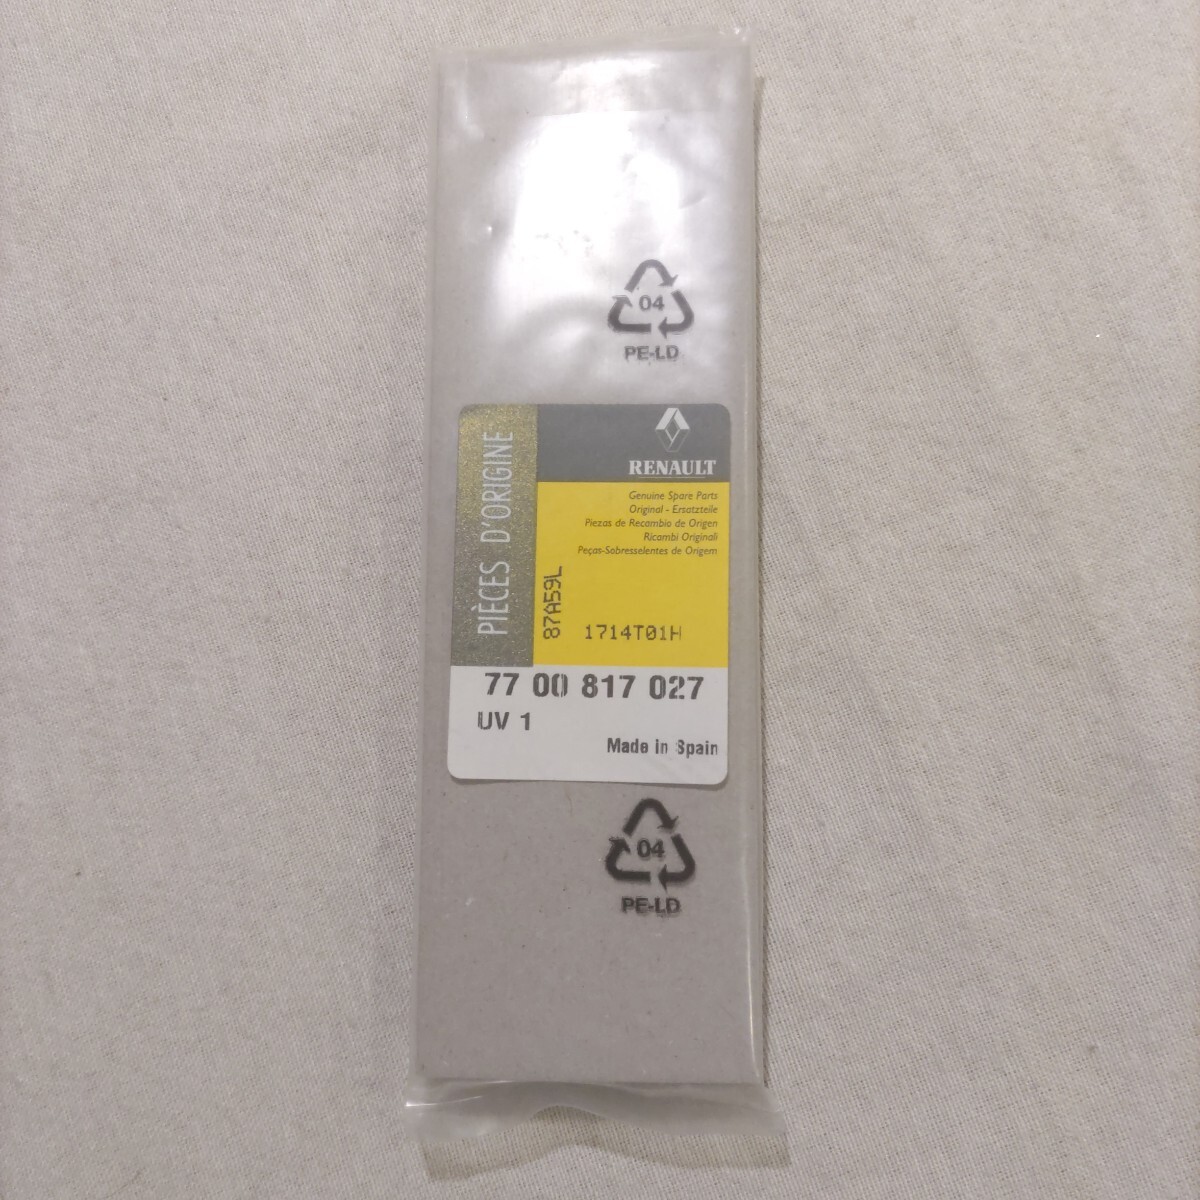 04
PE-LD
PIÈCES D'ORIGINE
RENAULT
Genuine Spare Parts
Original - Ersatzteile
Piezas de Recambio de Origen
Ricambi Originali
Peças-Sobresselentes de Origem
87A59L
1714T01H
77 00 817 027
UV 1
Made in Spain
04
PE-LD